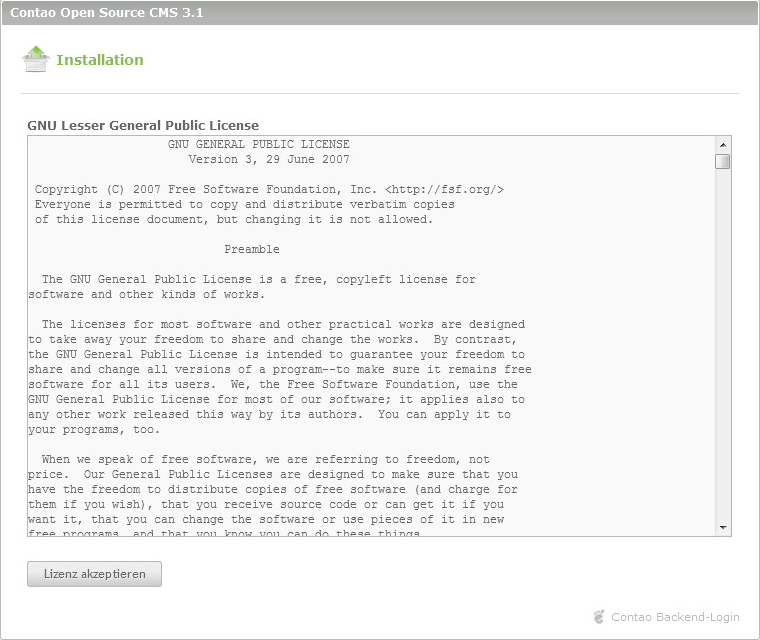 Contao Open Source CMS 3.1
Installation
GNU Lesser General Public License
GNU GENERAL PUBLIC LICENSE
Version 3, 29 June 2007
Copyright (C) 2007 Free Software Foundation, Inc. <http://fsf.org/>
Everyone is permitted to copy and distribute verbatim copies
of this license document, but changing it is not allowed.
Preamble
The GNU General Public License is a free, copyleft license for
software and other kinds of works.
The licenses for most software and other practical works are designed
to take away your freedom to share and change the works.  By contrast,
the GNU General Public License is intended to guarantee your freedom to
share and change all versions of a program--to make sure it remains free
software for all its users.  We, the Free Software Foundation, use the
GNU General Public License for most of our software; it applies also to
any other work released this way by its authors.  You can apply it to
your programs, too.
When we speak of free software, we are referring to freedom, not
price.  Our General Public Licenses are designed to make sure that you
have the freedom to distribute copies of free software (and charge for
them if you wish), that you receive source code or can get it if you
want it, that you can change the software or use pieces of it in new
free programs, and that you know you can do these things.
Lizenz akzeptieren
Contao Backend-Login